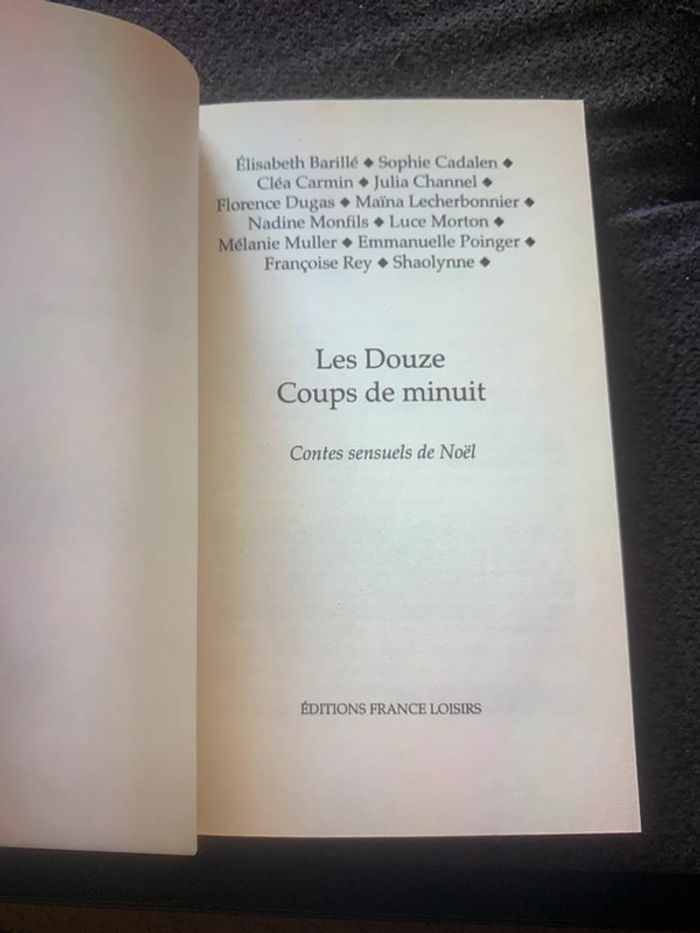 Élisabeth Barillé ◆ Sophie Cadalen ◆
Cléa Carmin ◆ Julia Channel ◆
Florence Dugas ◆ Maïna Lecherbonnier ◆
Nadine Monfils ◆ Luce Morton ◆
Mélanie Muller ◆ Emmanuelle Poinger ◆
Françoise Rey ◆ Shaolynne ◆
Les Douze
Coups de minuit
Contes sensuels de Noël
ÉDITIONS FRANCE LOISIRS